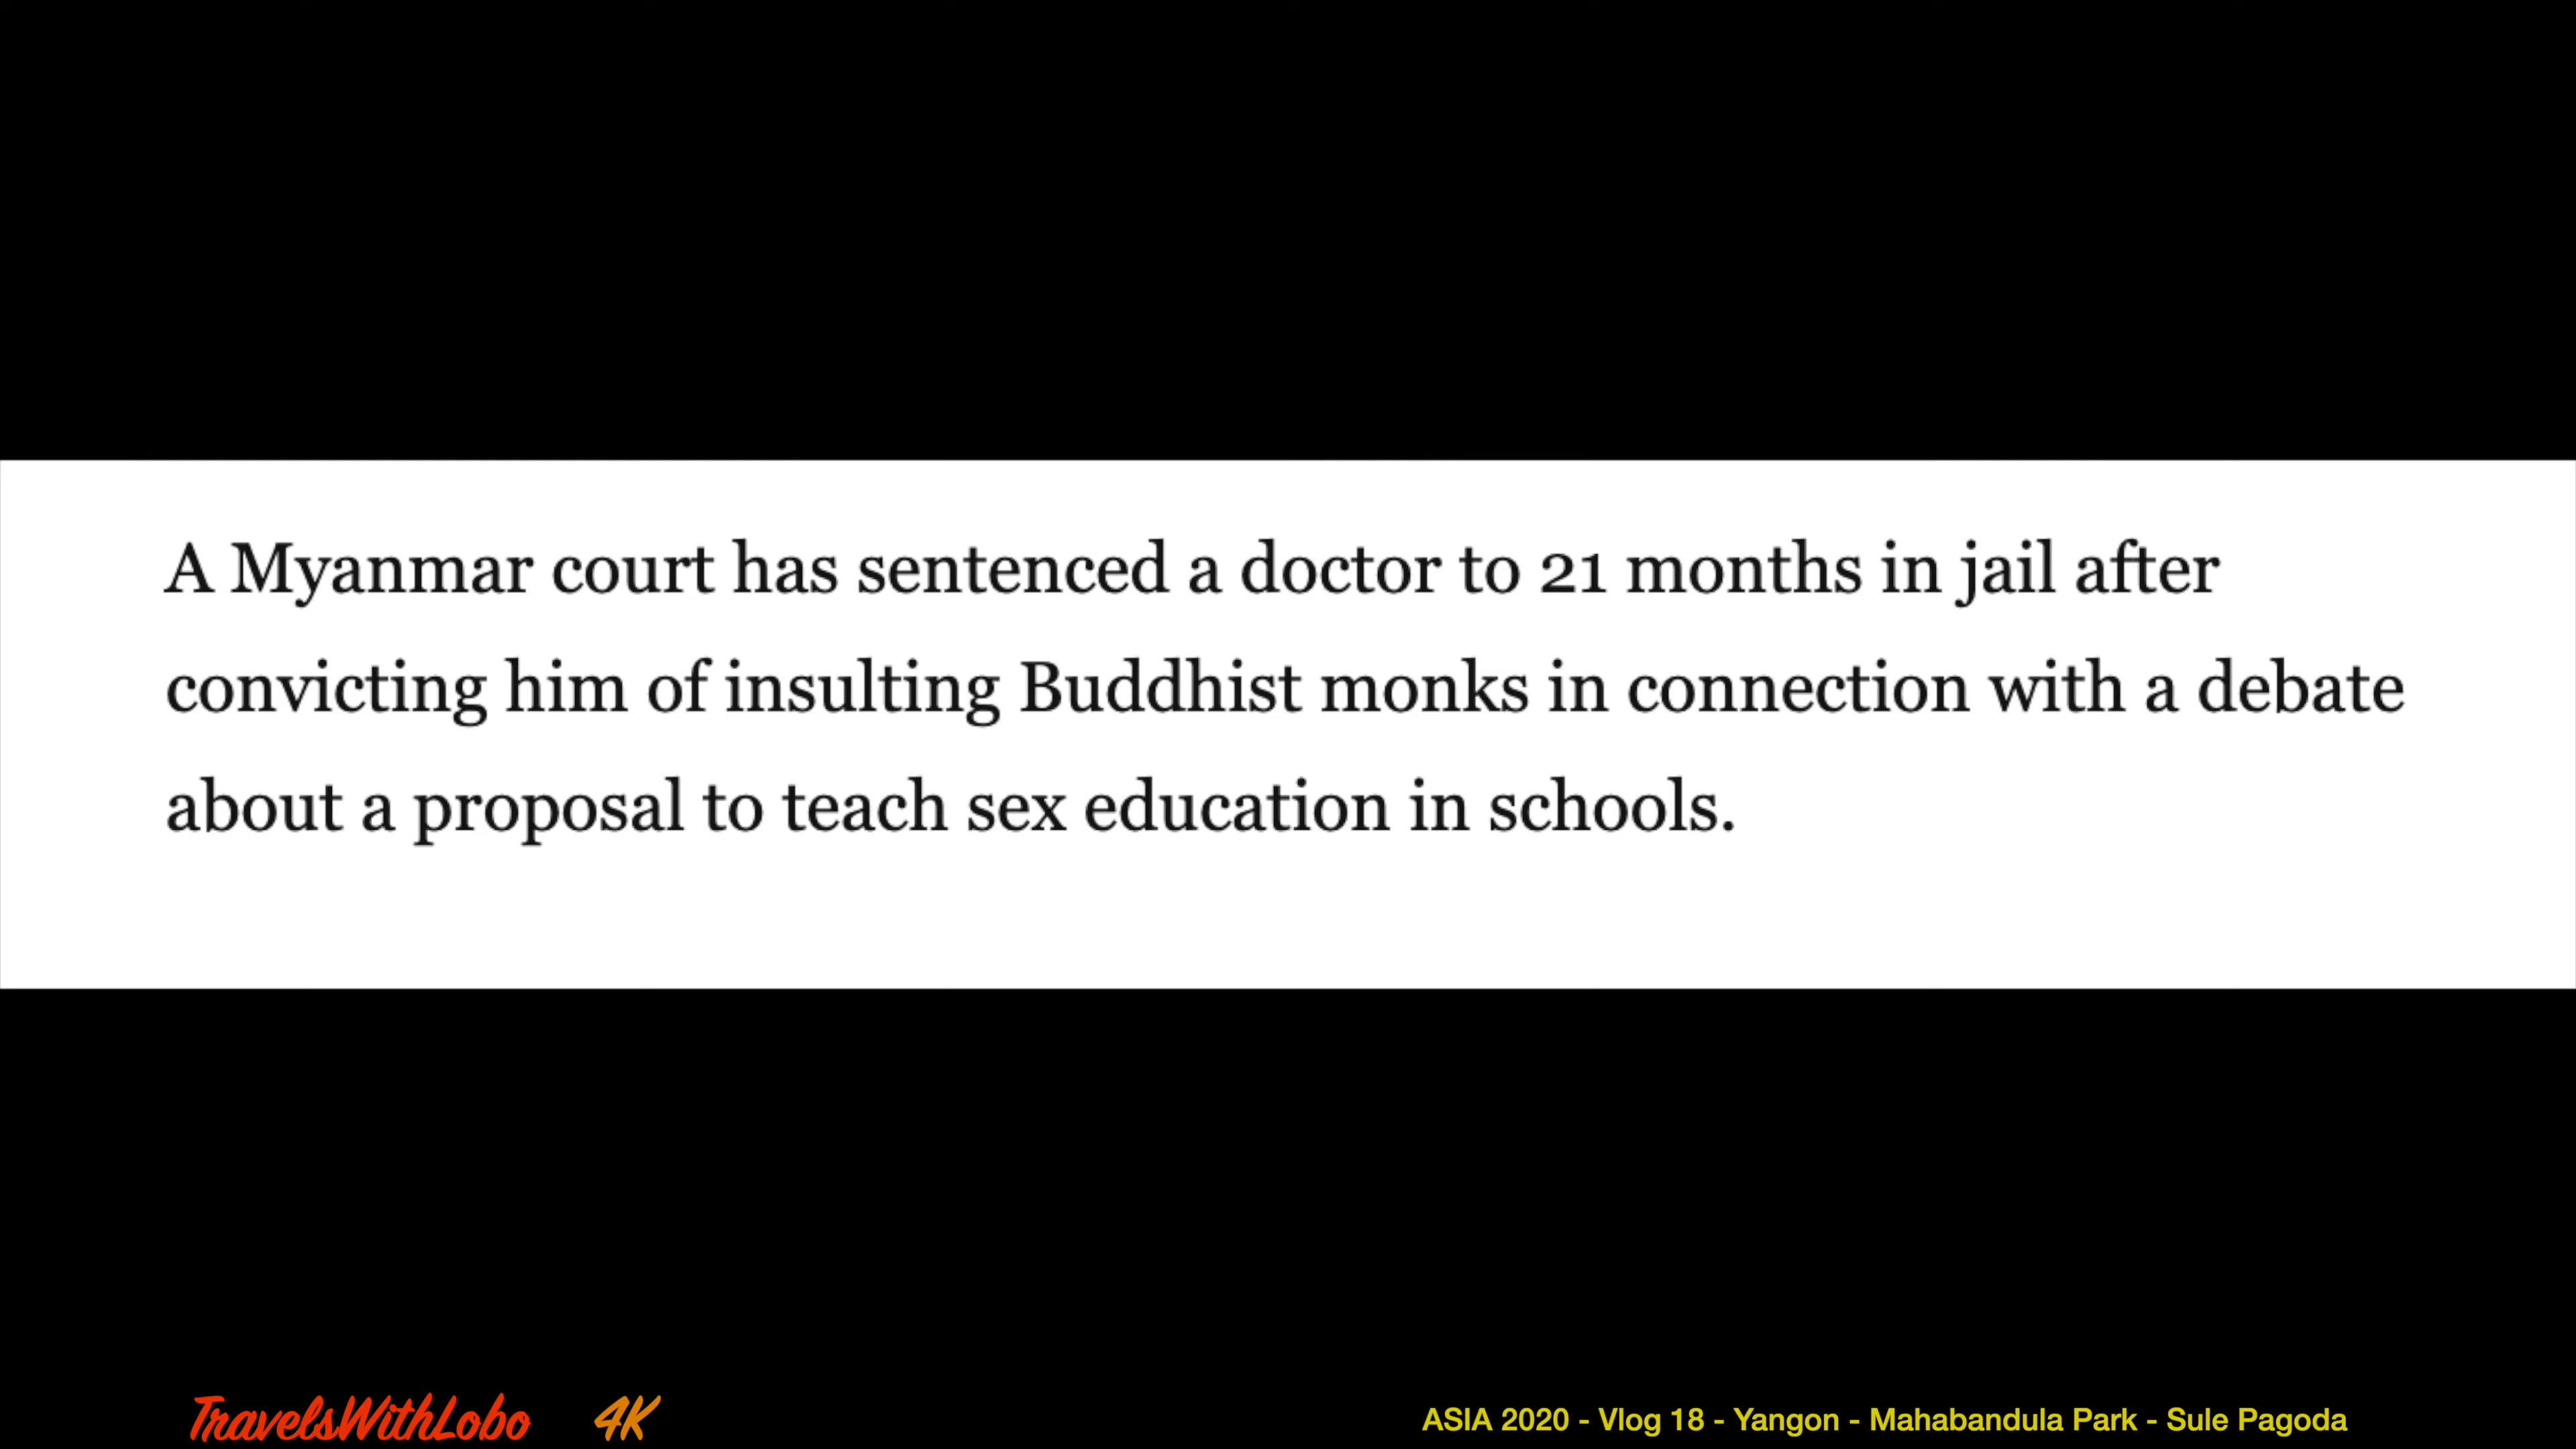 A Myanmar court has sentenced a doctor to 21 months in jail after
convicting him of insulting Buddhist monks in connection with a debate
about a proposal to teach sex education in schools.
TravelsWithLobo 4K
ASIA 2020 - Vlog 18 - Yangon - Mahabandula Park - Sule Pagoda